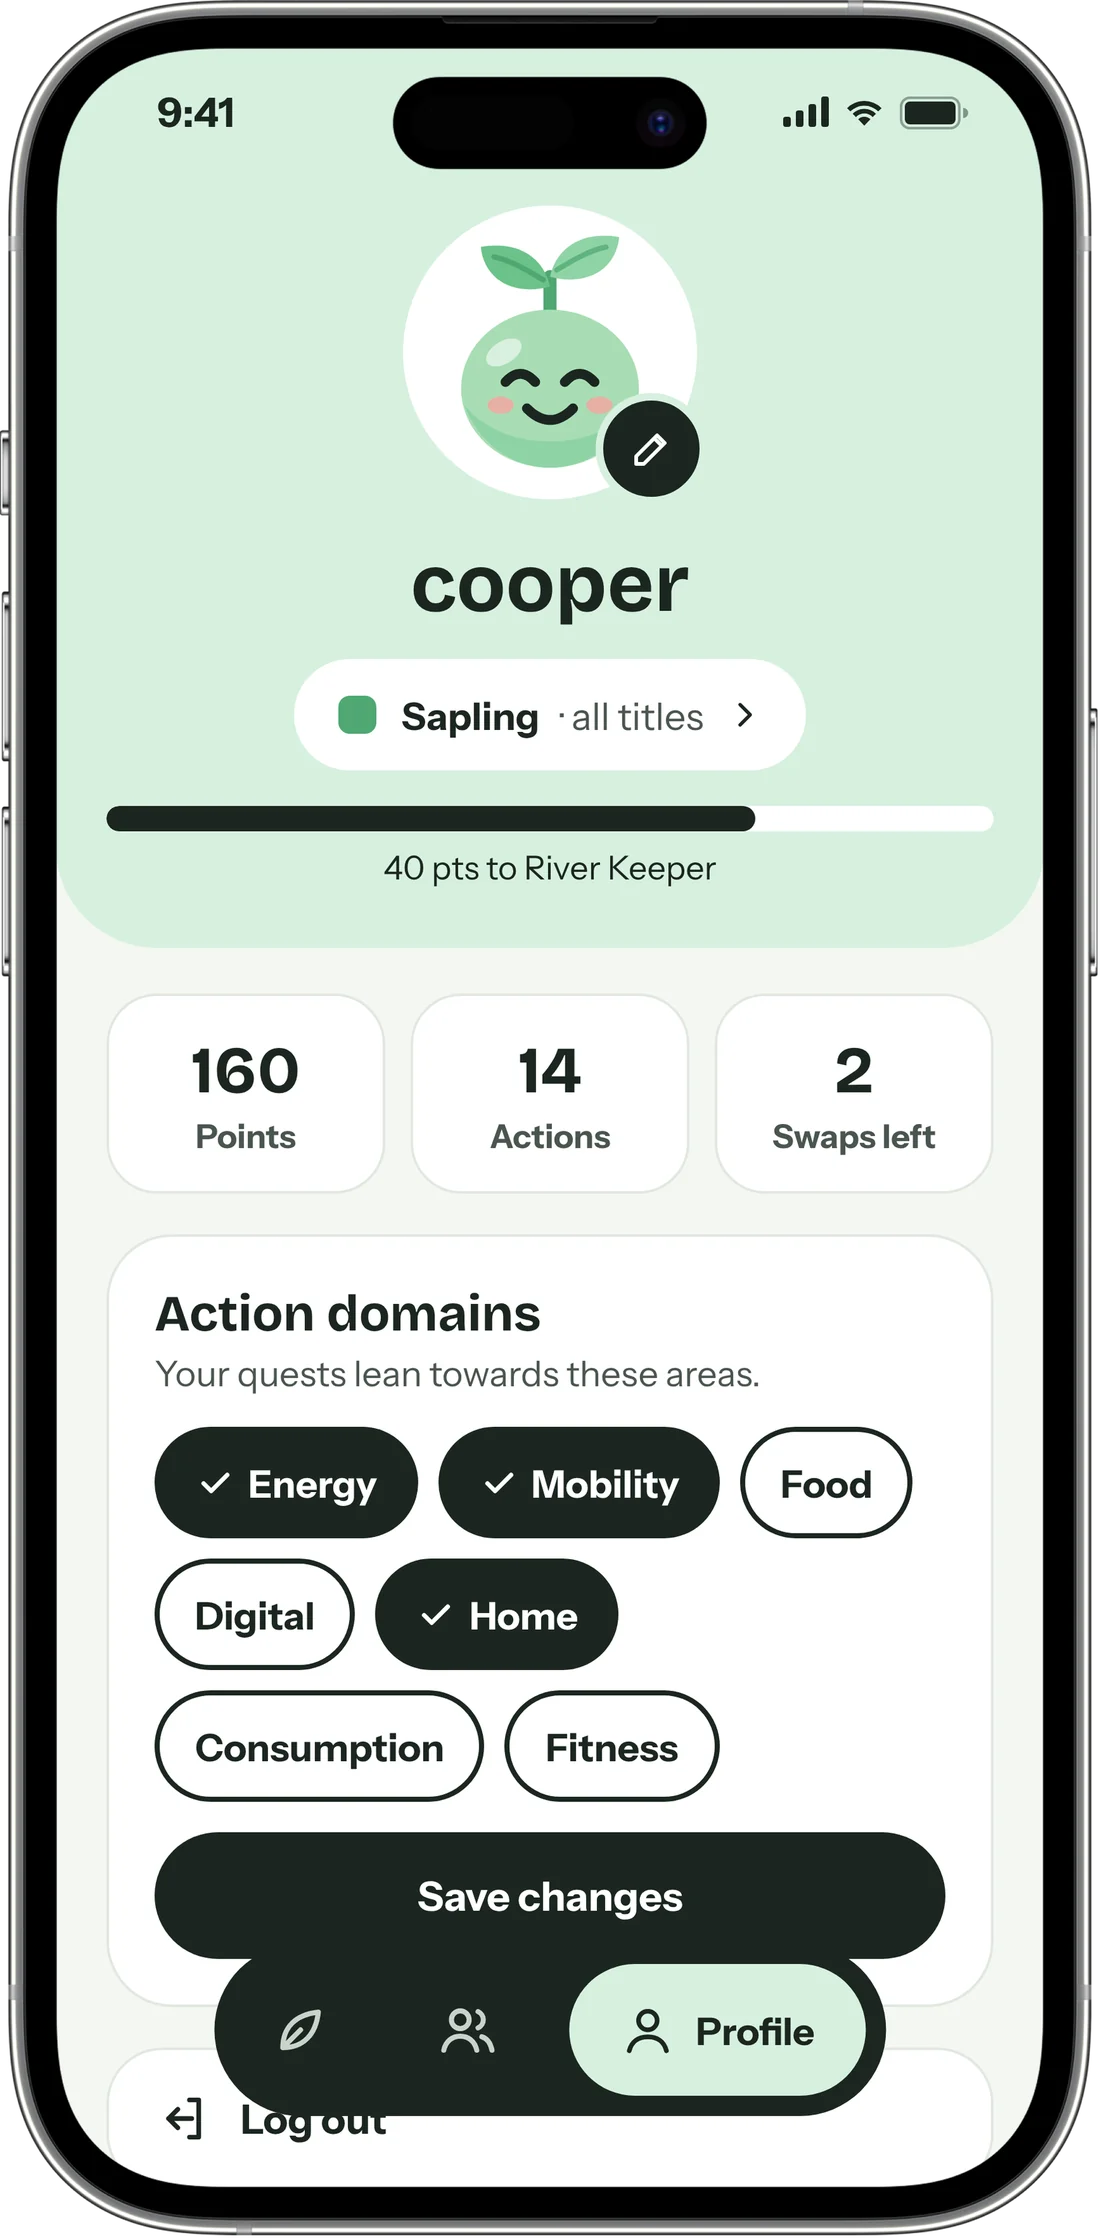 9:41
cooper
Sapling · all titles
40 pts to River Keeper
160
Points
14
Actions
2
Swaps left
Action domains
Your quests lean towards these areas.
Energy
Mobility
Food
Digital
Home
Consumption
Fitness
Save changes
Profile
Log out